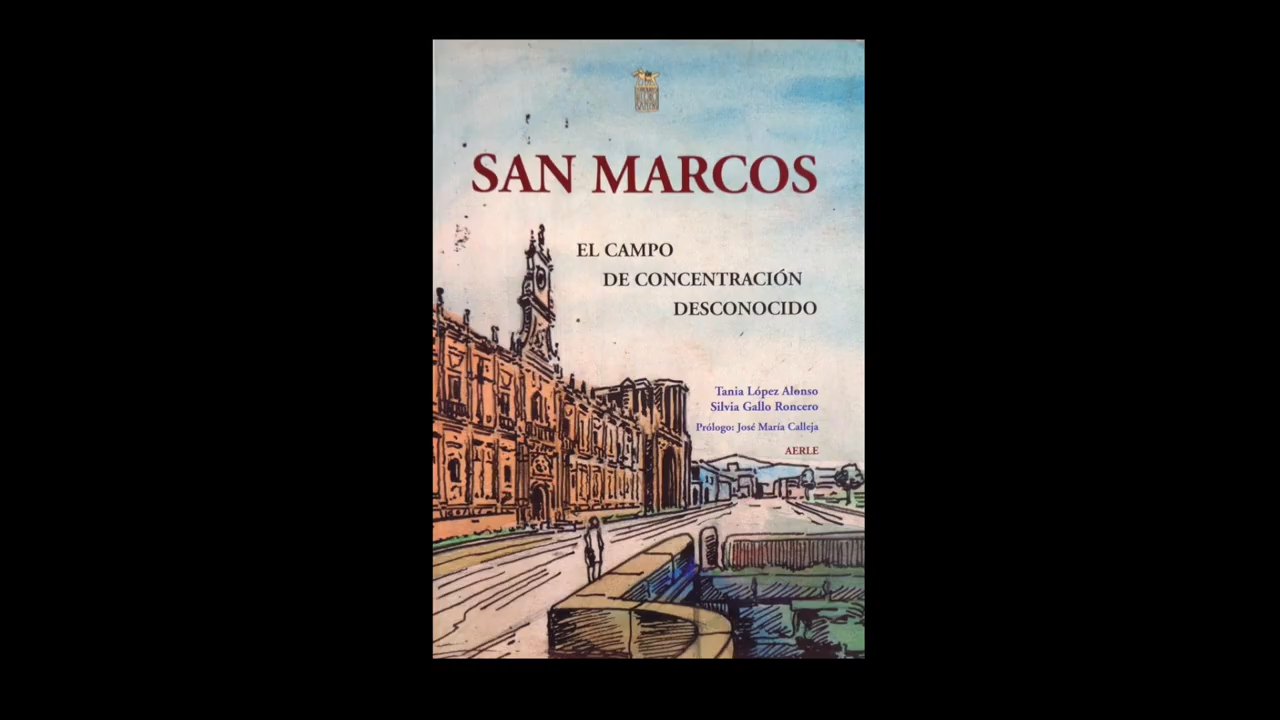 SAN MARCOS
EL CAMPO
DE CONCENTRACIÓN
DESCONOCIDO
Tania López Alonso
Silvia Gallo Roncero
Prólogo: José María Calleja
AERLE